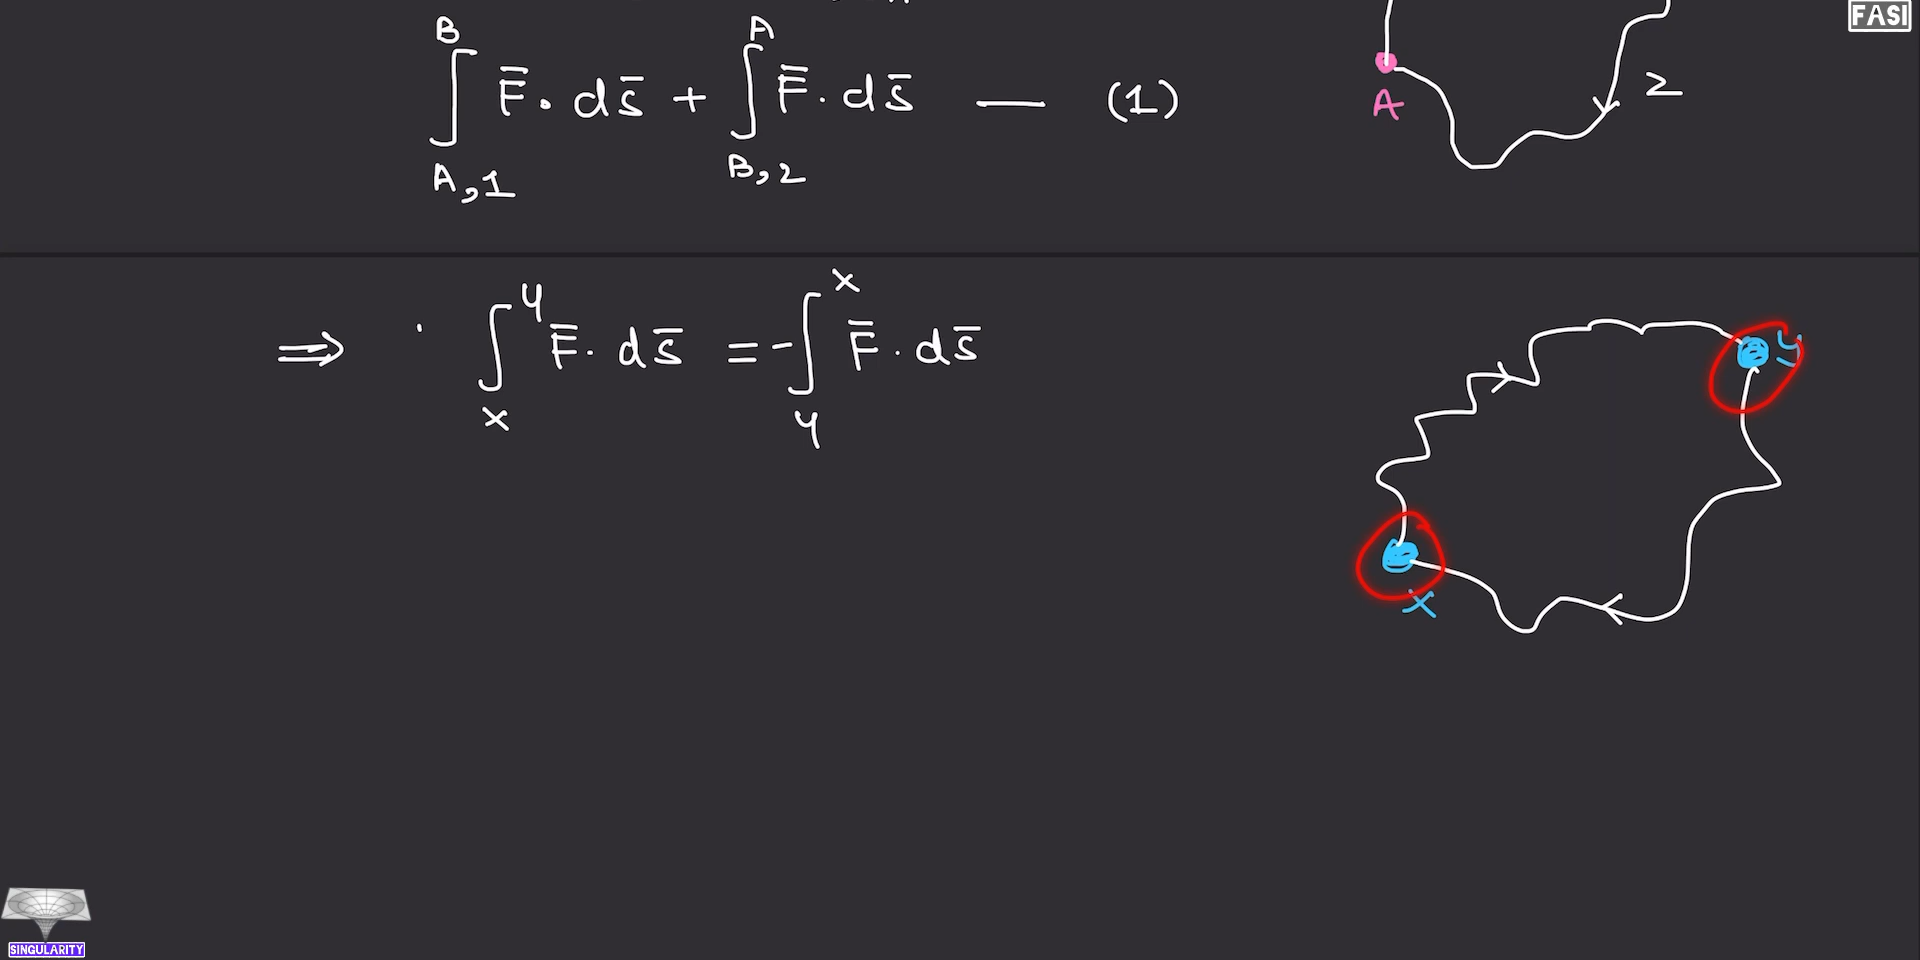 FASI
B A
∫ F̄ . ds̄ + ∫ F̄ . ds̄ — (1)
A,1 B,2
A
2
⇒ ∫ₓʸ F̄ . ds̄ = -∫ᵧˣ F̄ . ds̄
y
x
SINGULARITY